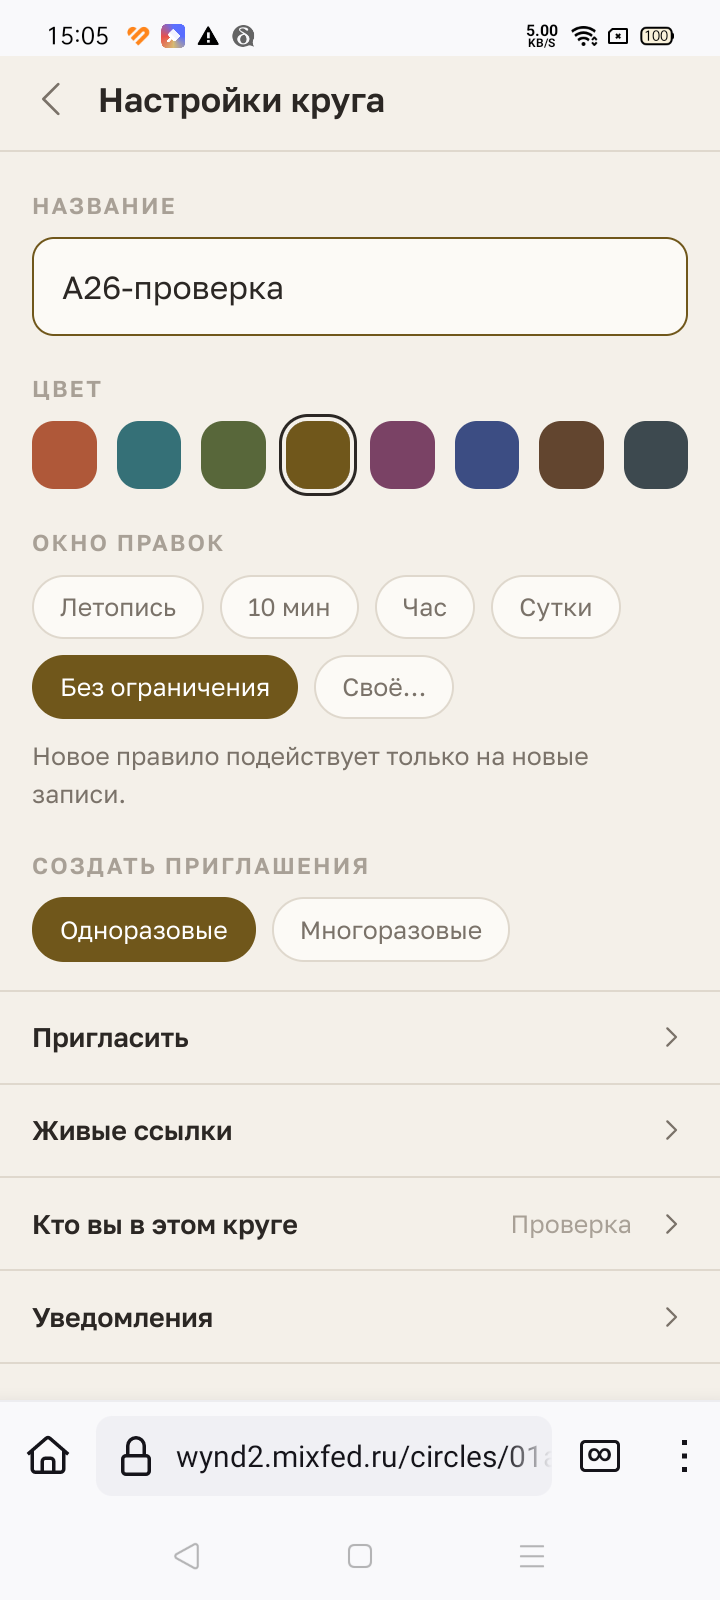 15:05
5.00
KB/S
100
Настройки круга
НАЗВАНИЕ
А26-проверка
ЦВЕТ
ОКНО ПРАВОК
Летопись 10 мин Час Сутки
Без ограничения Своё...
Новое правило подействует только на новые
записи.
СОЗДАТЬ ПРИГЛАШЕНИЯ
Одноразовые Многоразовые
Пригласить
Живые ссылки
Кто вы в этом круге Проверка
Уведомления
wynd2.mixfed.ru/circles/01a